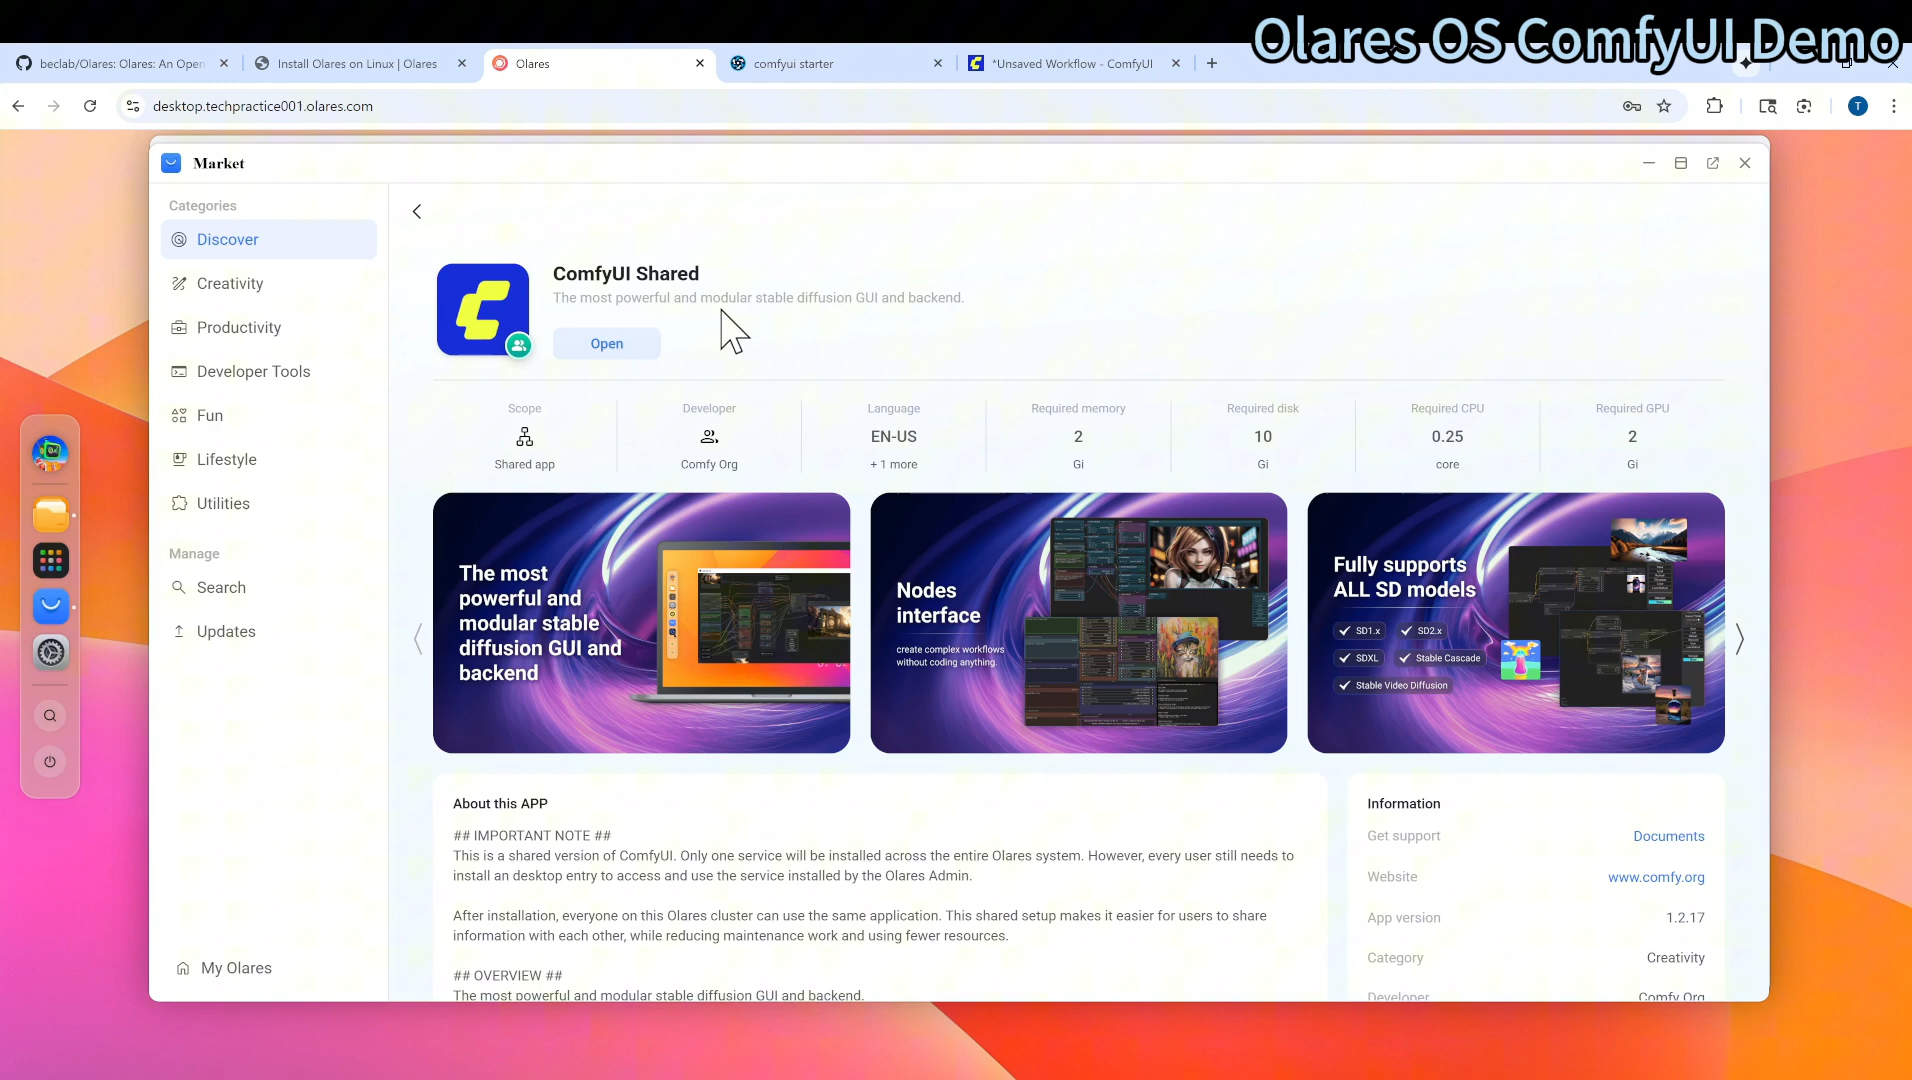 Olares OS ComfyUI Demo
beclab/Olares: Olares: An Open
Install Olares on Linux | Olares
Olares
comfyui starter
*Unsaved Workflow - ComfyUI
desktop.techpractice001.olares.com
T
Market
Categories
Discover
Creativity
Productivity
Developer Tools
Fun
Lifestyle
Utilities
Manage
Search
Updates
My Olares
ComfyUI Shared
The most powerful and modular stable diffusion GUI and backend.
Open
Scope
Shared app
Developer
Comfy Org
Language
EN-US
+ 1 more
Required memory
2
Gi
Required disk
10
Gi
Required CPU
0.25
core
Required GPU
2
Gi
The most
powerful and
modular stable
diffusion GUI and
backend
Nodes
interface
create complex workflows
without coding anything.
Fully supports
ALL SD models
SD1.x
SD2.x
SDXL
Stable Cascade
Stable Video Diffusion
About this APP
## IMPORTANT NOTE ##
This is a shared version of ComfyUI. Only one service will be installed across the entire Olares system. However, every user still needs to
install an desktop entry to access and use the service installed by the Olares Admin.
After installation, everyone on this Olares cluster can use the same application. This shared setup makes it easier for users to share
information with each other, while reducing maintenance work and using fewer resources.
## OVERVIEW ##
The most powerful and modular stable diffusion GUI and backend.
Information
Get support
Documents
Website
www.comfy.org
App version
1.2.17
Category
Creativity
Developer
Comfy Org